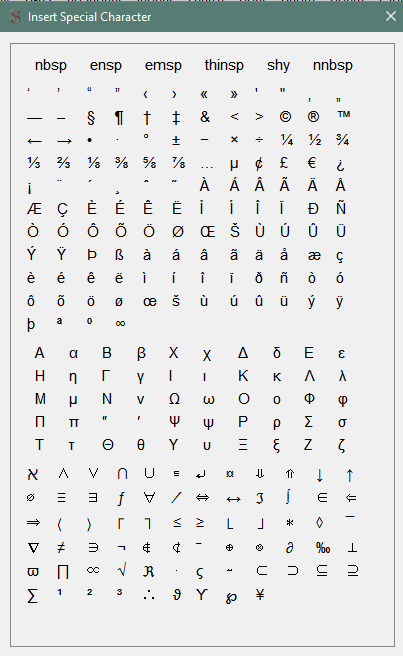 Insert Special Character
nbsp ensp emsp thinsp shy nnbsp
‘ ’ “ ” ‹ › « » ' " ‚ „
— – § ¶ † ‡ & < > © ® ™
← → • · ° ± − × ÷ ¼ ½ ¾
⅓ ⅔ ⅛ ⅜ ⅝ ⅞ … µ ¢ £ € ¿
¡ ¨ ´ ¸ ˆ ˜ À Á Â Ã Ä Å
Æ Ç È É Ê Ë Ì Í Î Ï Ð Ñ
Ò Ó Ô Õ Ö Ø Œ Š Ù Ú Û Ü
Ý Ÿ Þ ß à á â ã ä å æ ç
è é ê ë ì í î ï ð ñ ò ó
ô õ ö ø œ š ù ú û ü ý ÿ
þ ª º ∞
Α α Β β Χ χ Δ δ Ε ε
Η η Γ γ Ι ι Κ κ Λ λ
Μ μ Ν ν Ω ω Ο ο Φ φ
Π π ″ ′ Ψ ψ Ρ ρ Σ σ
Τ τ Θ θ Υ υ Ξ ξ Ζ ζ
ℵ ∧ ∨ ∩ ∪ ≡ ↵ ¤ ⇓ ⇑ ↓ ↑
∅ Ξ ∃ ƒ ∀ ⁄ ⇔ ↔ ℑ ∫ ∈ ⇐
⇒ 〈 〉 ⌈ ⌉ ≤ ≥ ⌊ ⌋ ∗ ◊ ¯
∇ ≠ ∋ ¬ ∉ ⊄ ‾ ⊕ ⊗ ∂ ‰ ⊥
ϖ ∏ ∝ √ ℜ ⋅ ς ∼ ⊂ ⊃ ⊆ ⊇
∑ ¹ ² ³ ∴ ϑ ϒ ℘ ¥